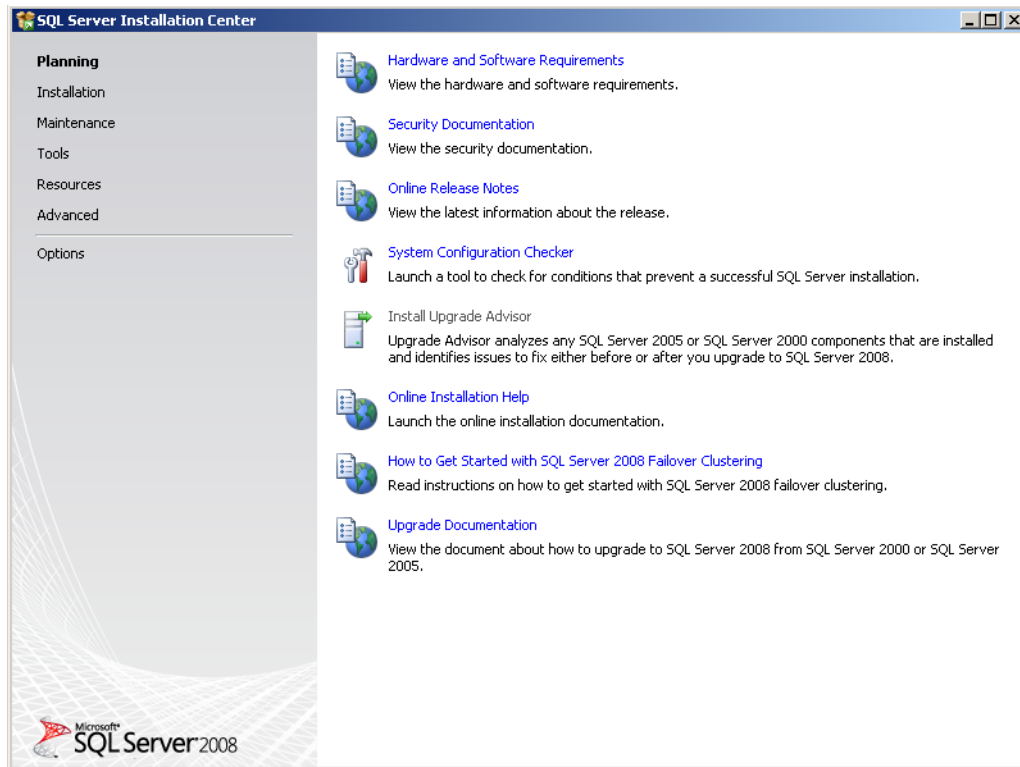 SQL Server Installation Center
Planning
Installation
Maintenance
Tools
Resources
Advanced
Options
Hardware and Software Requirements
View the hardware and software requirements.
Security Documentation
View the security documentation.
Online Release Notes
View the latest information about the release.
System Configuration Checker
Launch a tool to check for conditions that prevent a successful SQL Server installation.
Install Upgrade Advisor
Upgrade Advisor analyzes any SQL Server 2005 or SQL Server 2000 components that are installed
and identifies issues to fix either before or after you upgrade to SQL Server 2008.
Online Installation Help
Launch the online installation documentation.
How to Get Started with SQL Server 2008 Failover Clustering
Read instructions on how to get started with SQL Server 2008 failover clustering.
Upgrade Documentation
View the document about how to upgrade to SQL Server 2008 from SQL Server 2000 or SQL Server
2005.
Microsoft®
SQL Server 2008